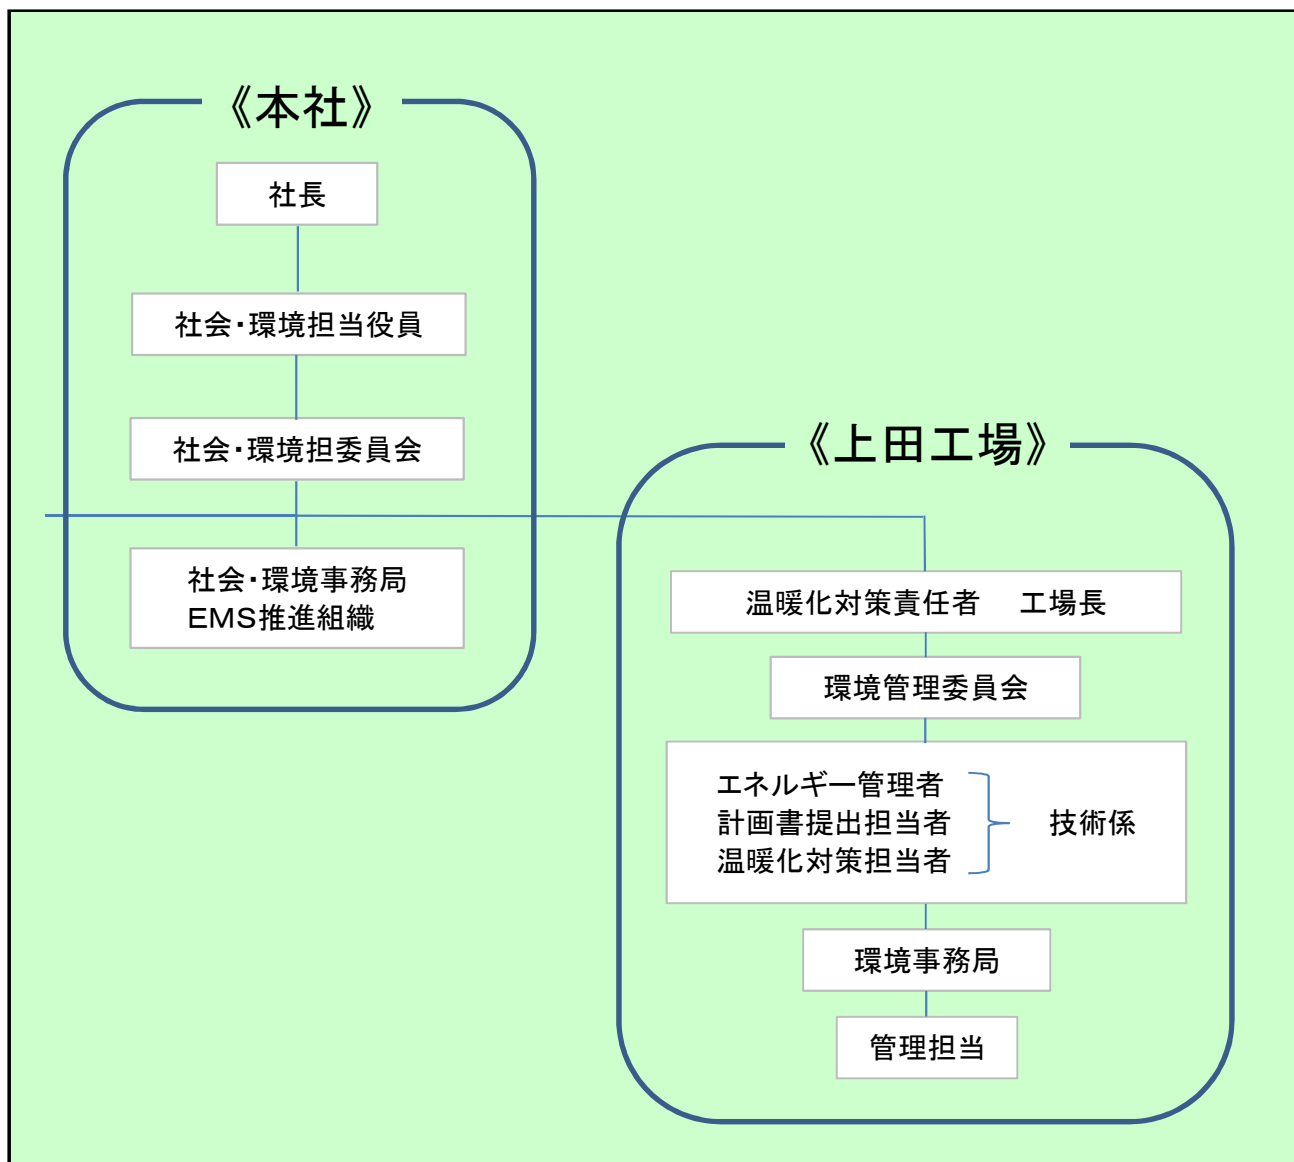 《本社》
社長
社会・環境担当役員
社会・環境担委員会
社会・環境事務局
EMS推進組織
《上田工場》
温暖化対策責任者　工場長
環境管理委員会
エネルギー管理者
計画書提出担当者
温暖化対策担当者
技術係
環境事務局
管理担当